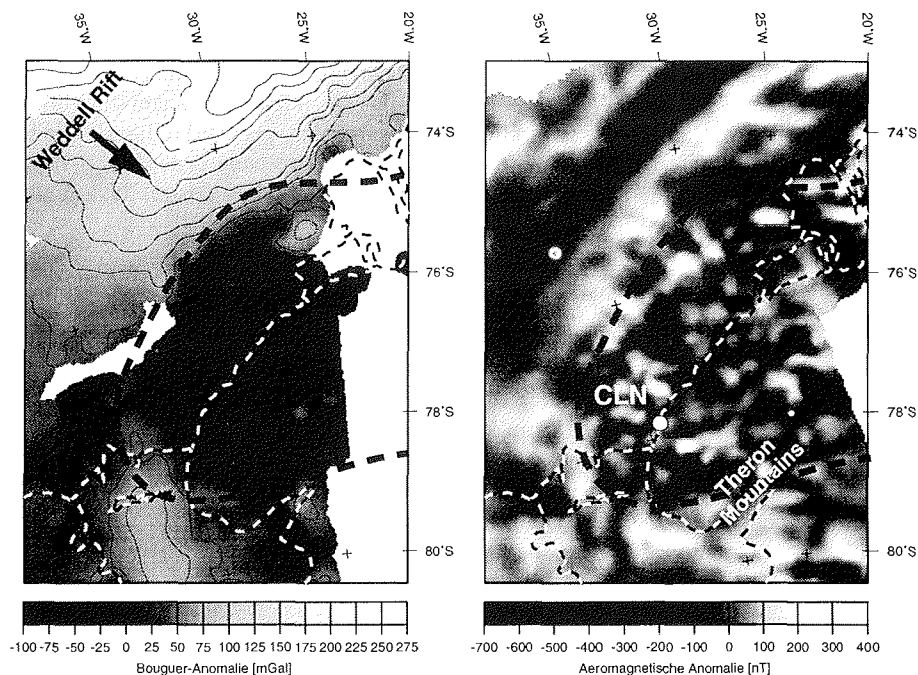 35˚W 30˚W 25˚W 20˚W 35˚W 30˚W 25˚W 20˚W
Weddell Rift
74˚S 74˚S
76˚S 76˚S
CLN
78˚S 78˚S
Theron
Mountains
80˚S 80˚S
-100 -75 -50 -25 0 25 50 75 100 125 150 175 200 225 250 275
Bouguer-Anomalie [mGal]
-700 -600 -500 -400 -300 -200 -100 0 100 200 300 400
Aeromagnetische Anomalie [nT]